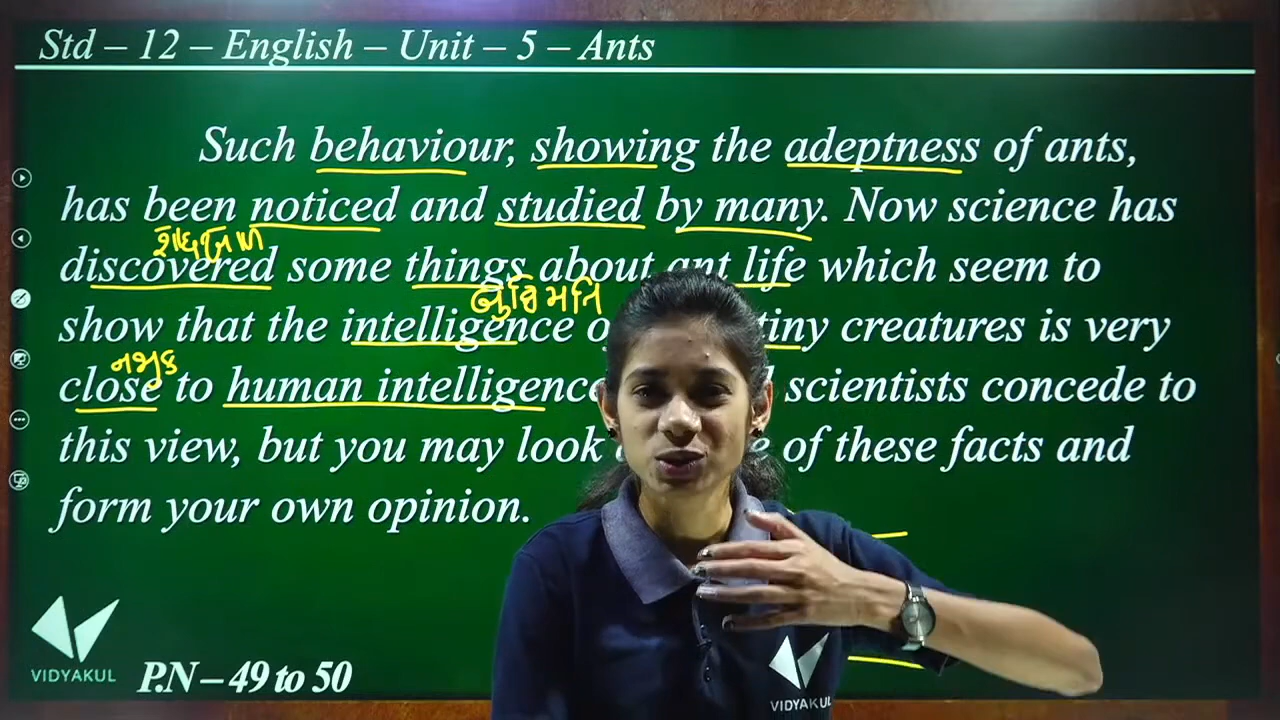 Std – 12 – English – Unit – 5 – Ants
Such behaviour, showing the adeptness of ants,
has been noticed and studied by many. Now science has
discovered some things about ant life which seem to
બુદ્ધિમતિ
show that the intelligence tiny creatures is very
close to human intelligence scientists concede to
this view, but you may look of these facts and
form your own opinion.
VIDYAKUL
P.N – 49 to 50
VIDYAKUL